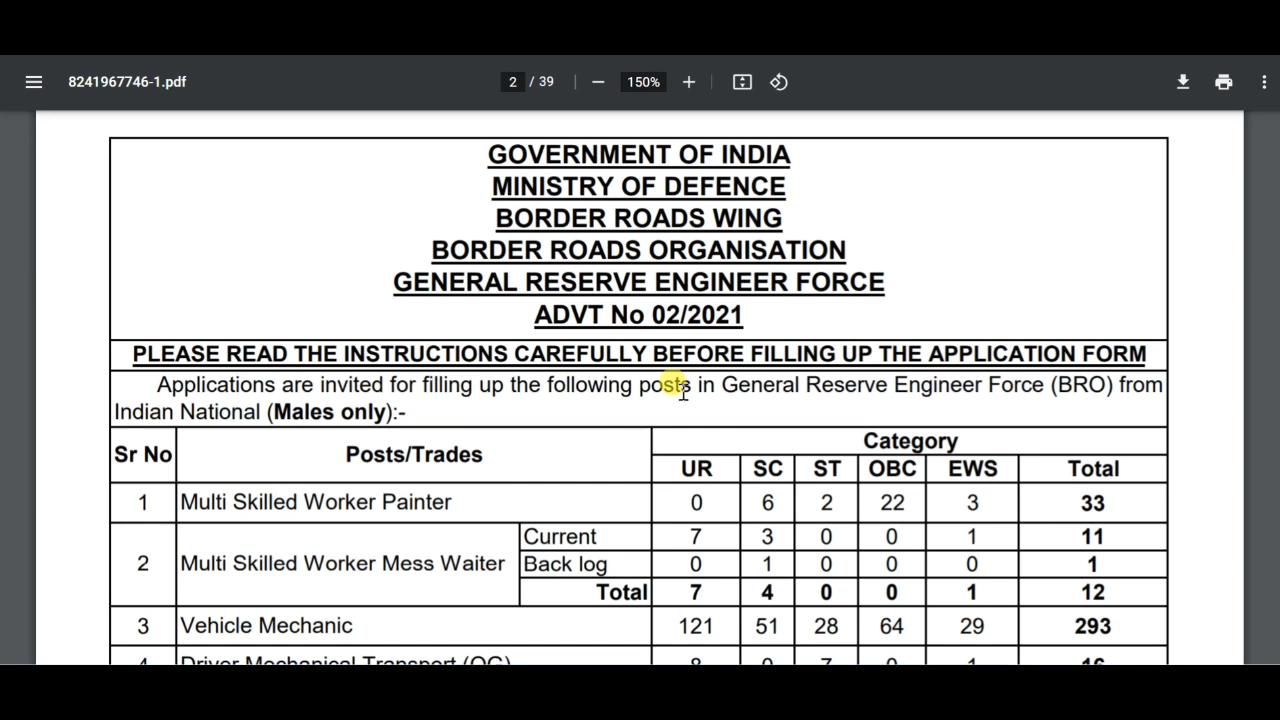 8241967746-1.pdf 2 / 39 150%
GOVERNMENT OF INDIA
MINISTRY OF DEFENCE
BORDER ROADS WING
BORDER ROADS ORGANISATION
GENERAL RESERVE ENGINEER FORCE
ADVT No 02/2021
PLEASE READ THE INSTRUCTIONS CAREFULLY BEFORE FILLING UP THE APPLICATION FORM
Applications are invited for filling up the following posts in General Reserve Engineer Force (BRO) from
Indian National (Males only):-
Sr No Posts/Trades Category
UR SC ST OBC EWS Total
1 Multi Skilled Worker Painter 0 6 2 22 3 33
2 Multi Skilled Worker Mess Waiter Current 7 3 0 0 1 11
Back log 0 1 0 0 0 1
Total 7 4 0 0 1 12
3 Vehicle Mechanic 121 51 28 64 29 293